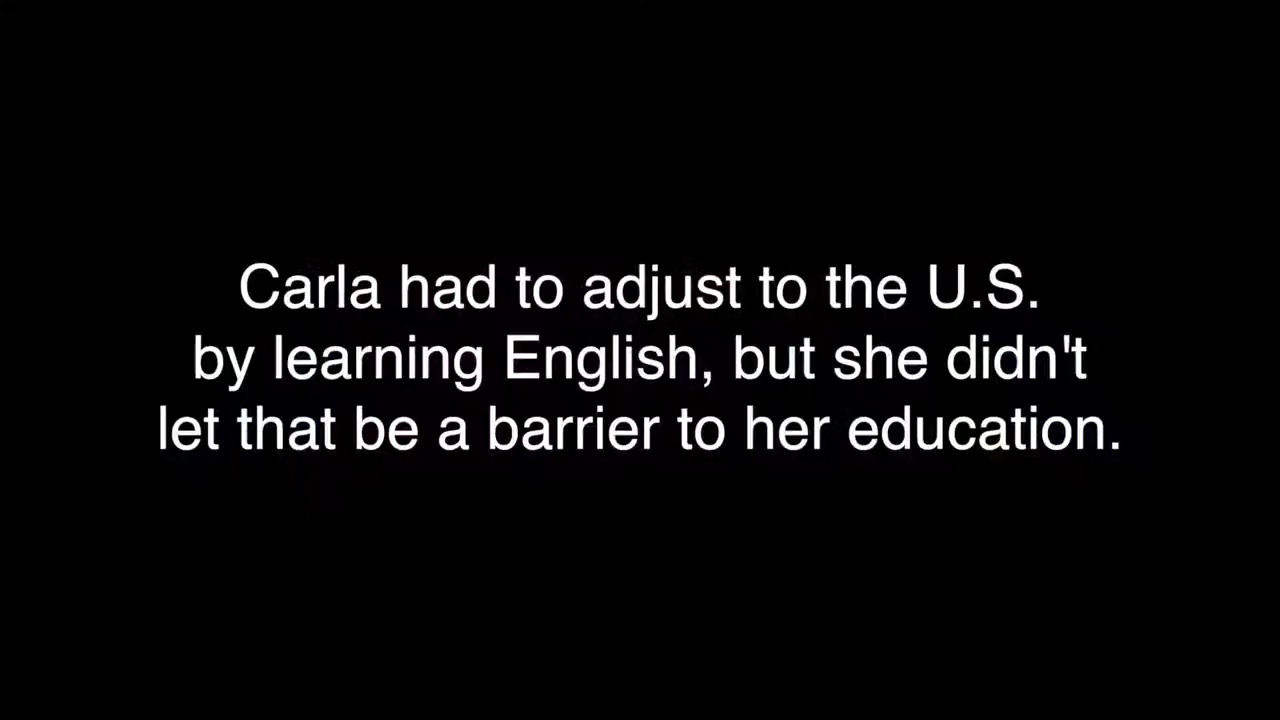 Carla had to adjust to the U.S.
by learning English, but she didn't
let that be a barrier to her education.